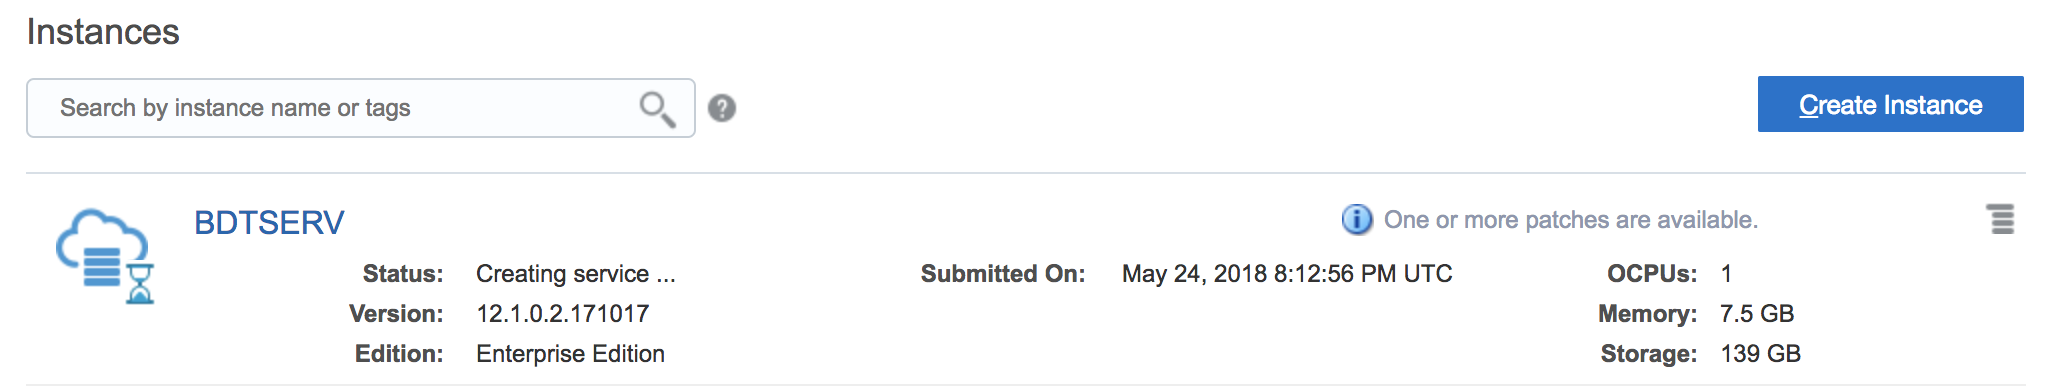 Instances
Search by instance name or tags
?
Create Instance
BDTSERV
i One or more patches are available.
Status: Creating service ... Submitted On: May 24, 2018 8:12:56 PM UTC OCPUs: 1
Version: 12.1.0.2.171017 Memory: 7.5 GB
Edition: Enterprise Edition Storage: 139 GB